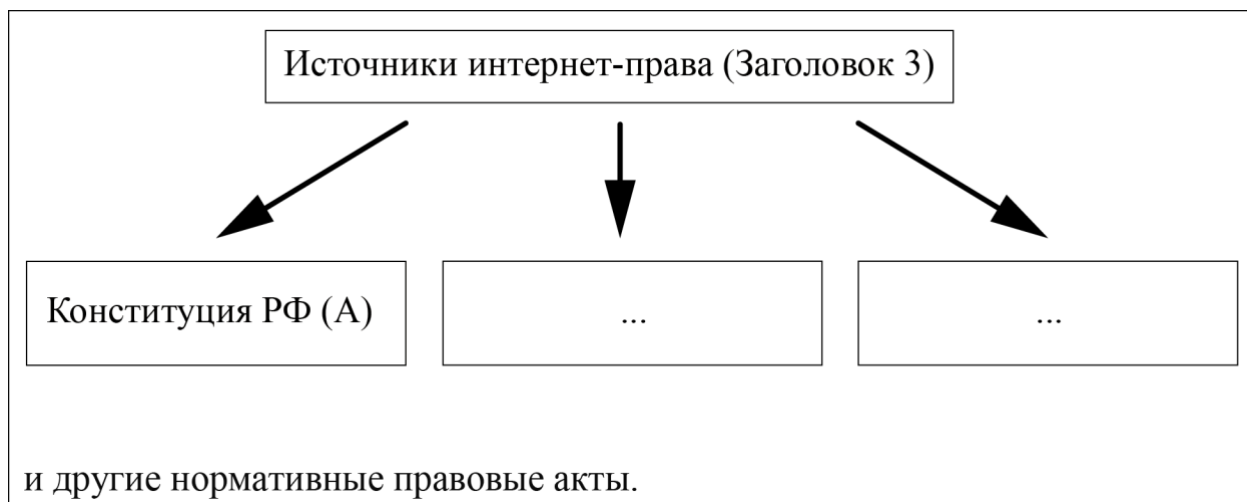 Источники интернет-права (Заголовок 3)
Конституция РФ (А)
...
...
и другие нормативные правовые акты.